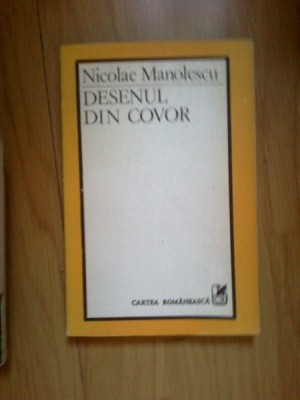 Nicolae Manolescu
DESENUL
DIN COVOR
CARTEA ROMÂNEASCĂ